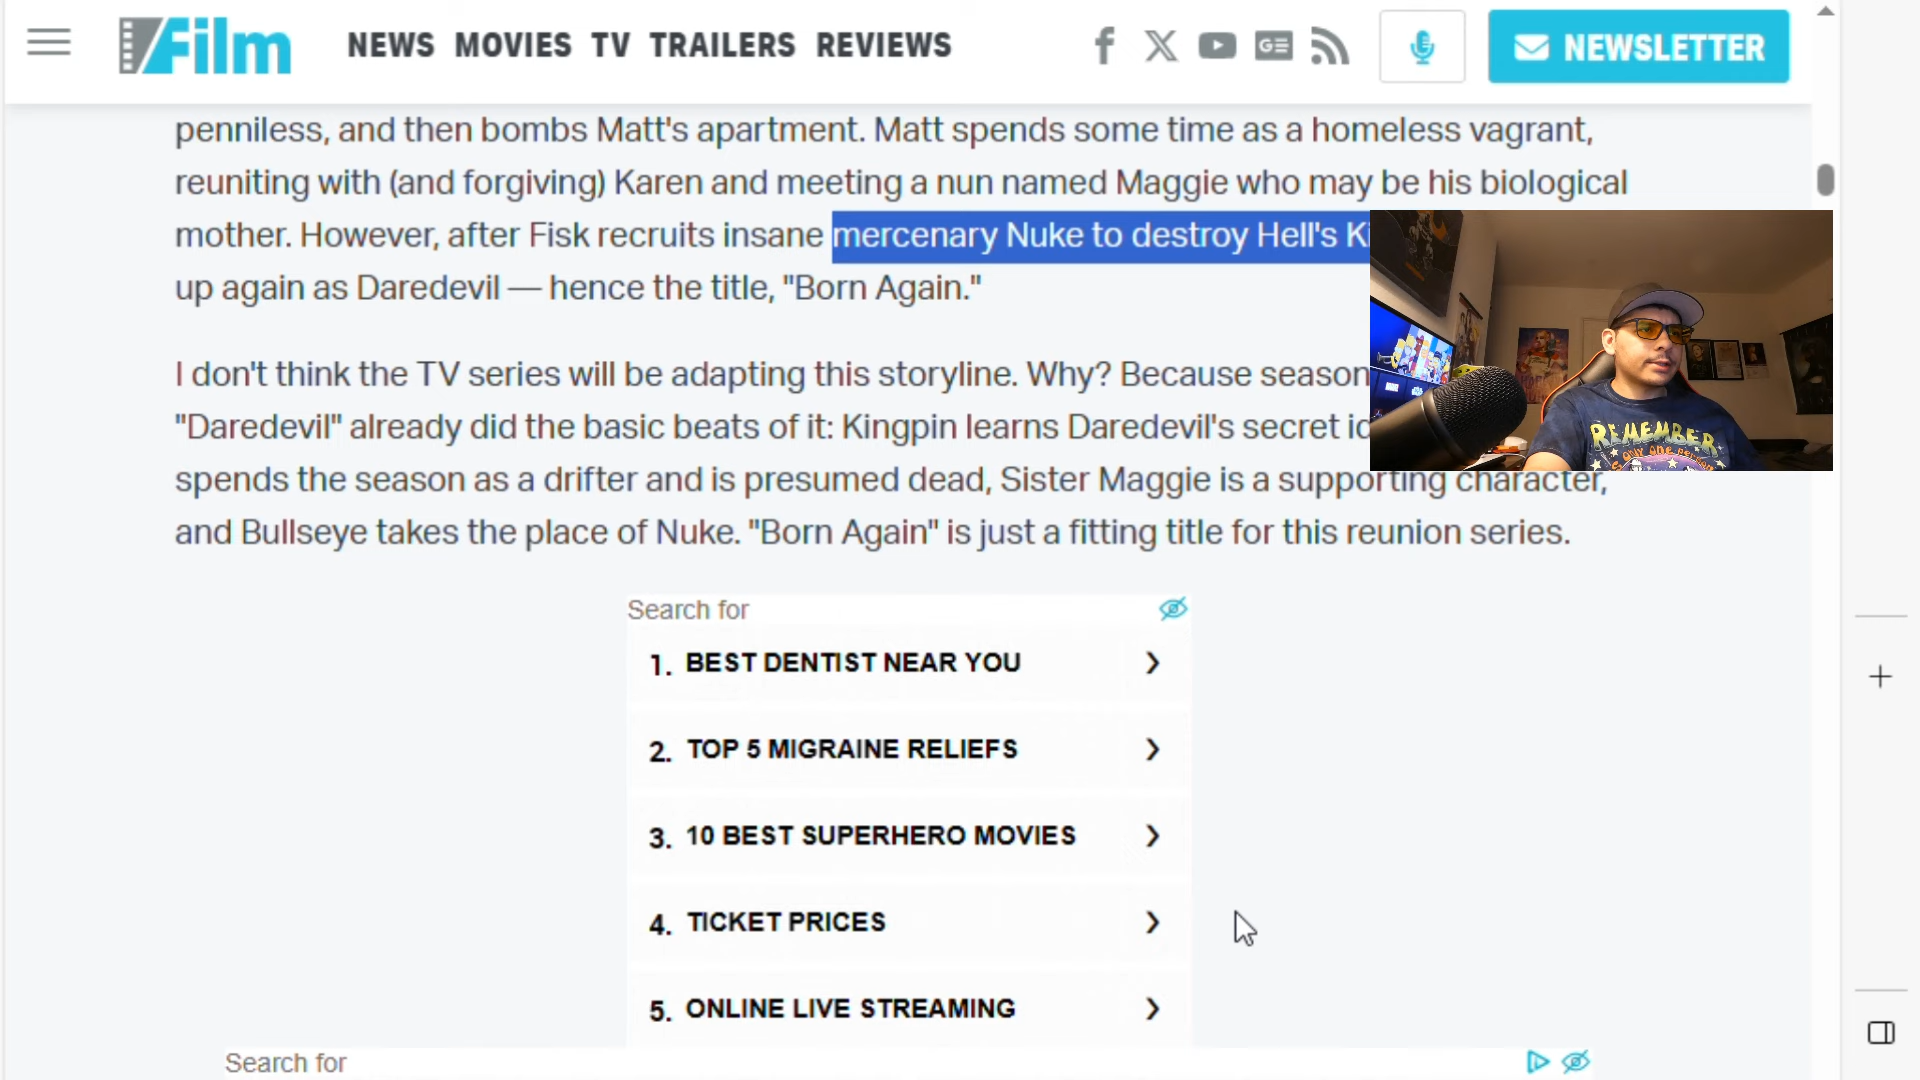 /Film
NEWS MOVIES TV TRAILERS REVIEWS
NEWSLETTER
penniless, and then bombs Matt's apartment. Matt spends some time as a homeless vagrant,
reuniting with (and forgiving) Karen and meeting a nun named Maggie who may be his biological
mother. However, after Fisk recruits insane mercenary Nuke to destroy Hell's
up again as Daredevil — hence the title, "Born Again."
I don't think the TV series will be adapting this storyline. Why? Because season
"Daredevil" already did the basic beats of it: Kingpin learns Daredevil's secret
spends the season as a drifter and is presumed dead, Sister Maggie is a supporting character,
and Bullseye takes the place of Nuke. "Born Again" is just a fitting title for this reunion series.
REMEMBER
Search for
1. BEST DENTIST NEAR YOU
2. TOP 5 MIGRAINE RELIEFS
3. 10 BEST SUPERHERO MOVIES
4. TICKET PRICES
5. ONLINE LIVE STREAMING
Search for